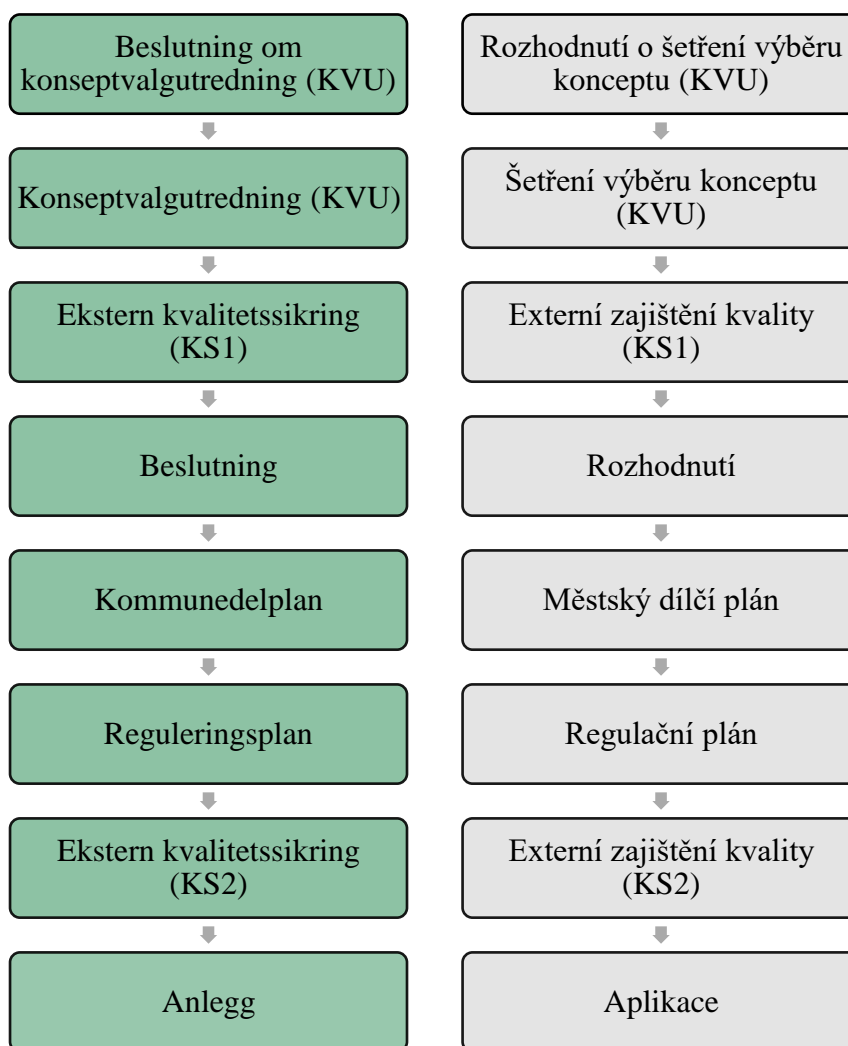 Beslutning om
konseptvalgutredning (KVU)
Konseptvalgutredning (KVU)
Ekstern kvalitetssikring
(KS1)
Beslutning
Kommunedelplan
Reguleringsplan
Ekstern kvalitetssikring
(KS2)
Anlegg
Rozhodnutí o šetření výběru
konceptu (KVU)
Šetření výběru konceptu
(KVU)
Externí zajištění kvality
(KS1)
Rozhodnutí
Městský dílčí plán
Regulační plán
Externí zajištění kvality
(KS2)
Aplikace